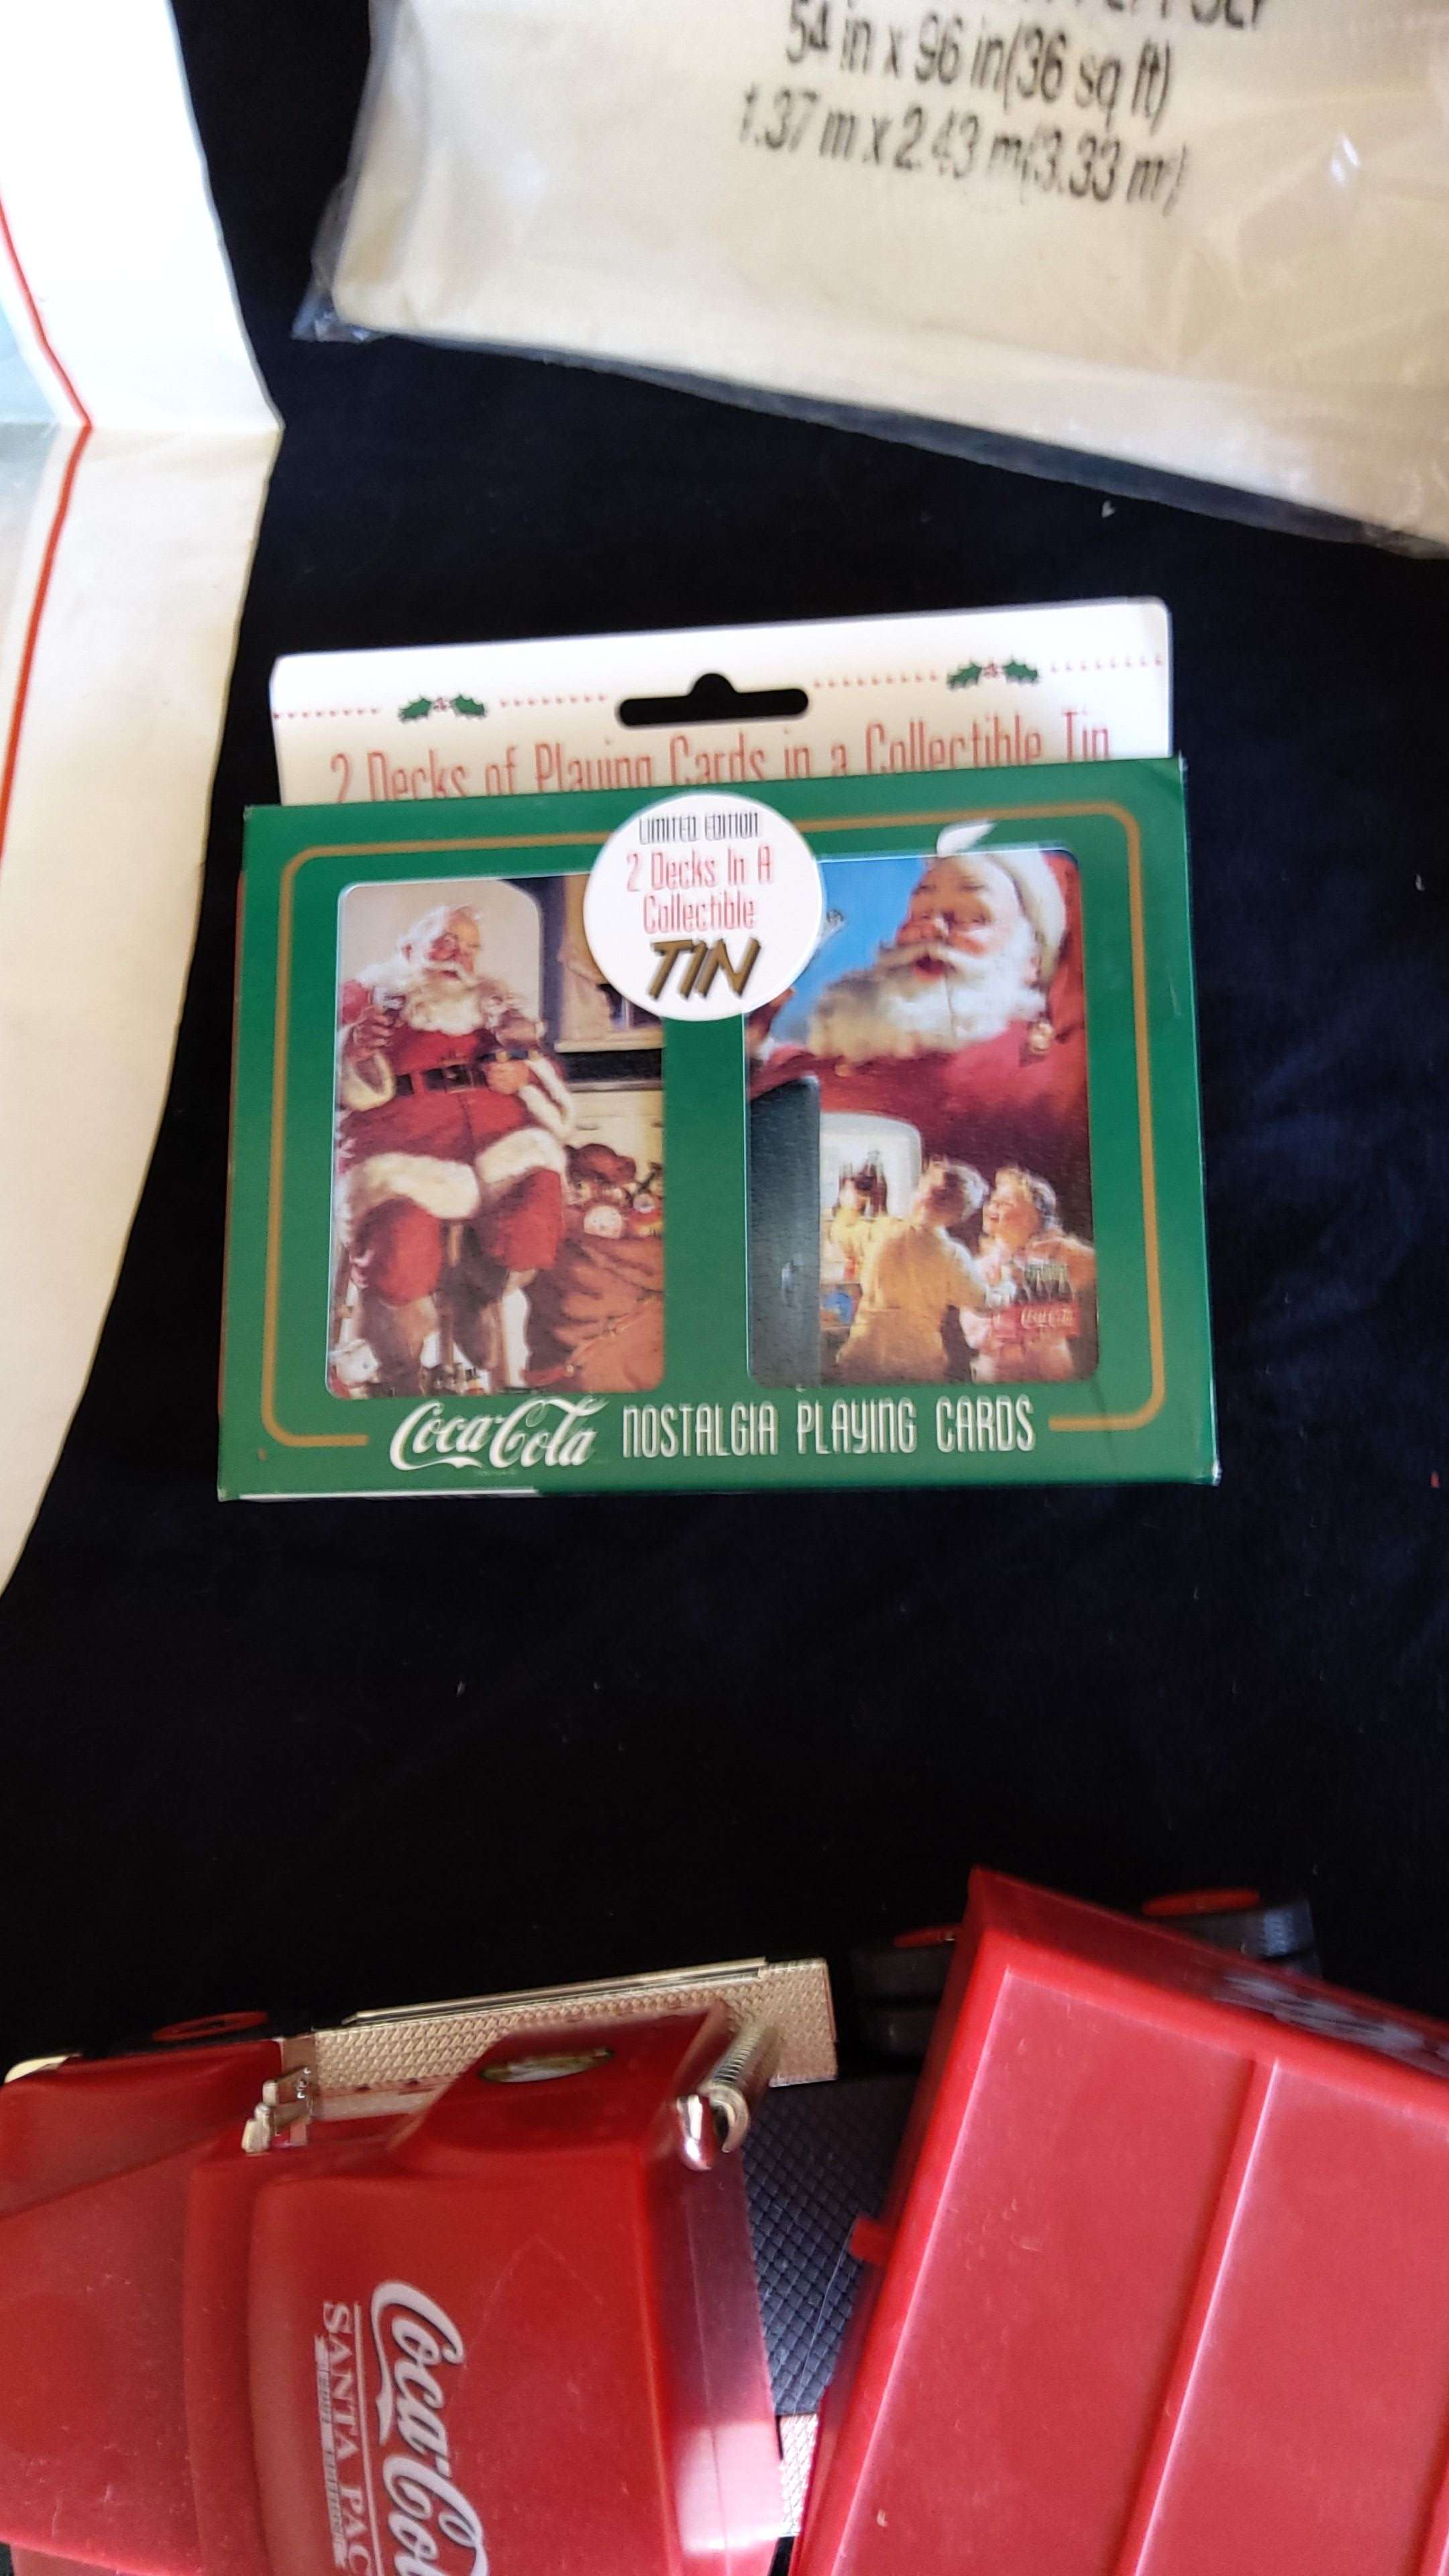 54 in x 96 in(36 sq ft)
1.37 m x 2.43 m(3.33 m²)
2 Decks of Playing Cards in a Collectible Tin
LIMITED EDITION
2 Decks In A
Collectible
TIN
Coca-Cola
Coca-Cola NOSTALGIA PLAYING CARDS
Coca-Cola
SANTA PAC